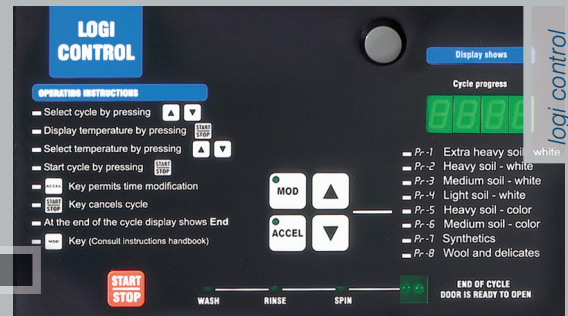 LOGI
CONTROL
OPERATING INSTRUCTIONS
Select cycle by pressing
Display temperature by pressing START STOP
Select temperature by pressing
Start cycle by pressing START STOP
ACCEL Key permits time modification
START STOP Key cancels cycle
At the end of the cycle display shows End
MOD Key (Consult instructions handbook)
START
STOP
MOD
ACCEL
WASH RINSE SPIN
Display shows
Cycle progress
8888
Pr-1 Extra heavy soil - white
Pr-2 Heavy soil - white
Pr-3 Medium soil - white
Pr-4 Light soil - white
Pr-5 Heavy soil - color
Pr-6 Medium soil - color
Pr-7 Synthetics
Pr-8 Wool and delicates
END OF CYCLE
DOOR IS READY TO OPEN
logi control